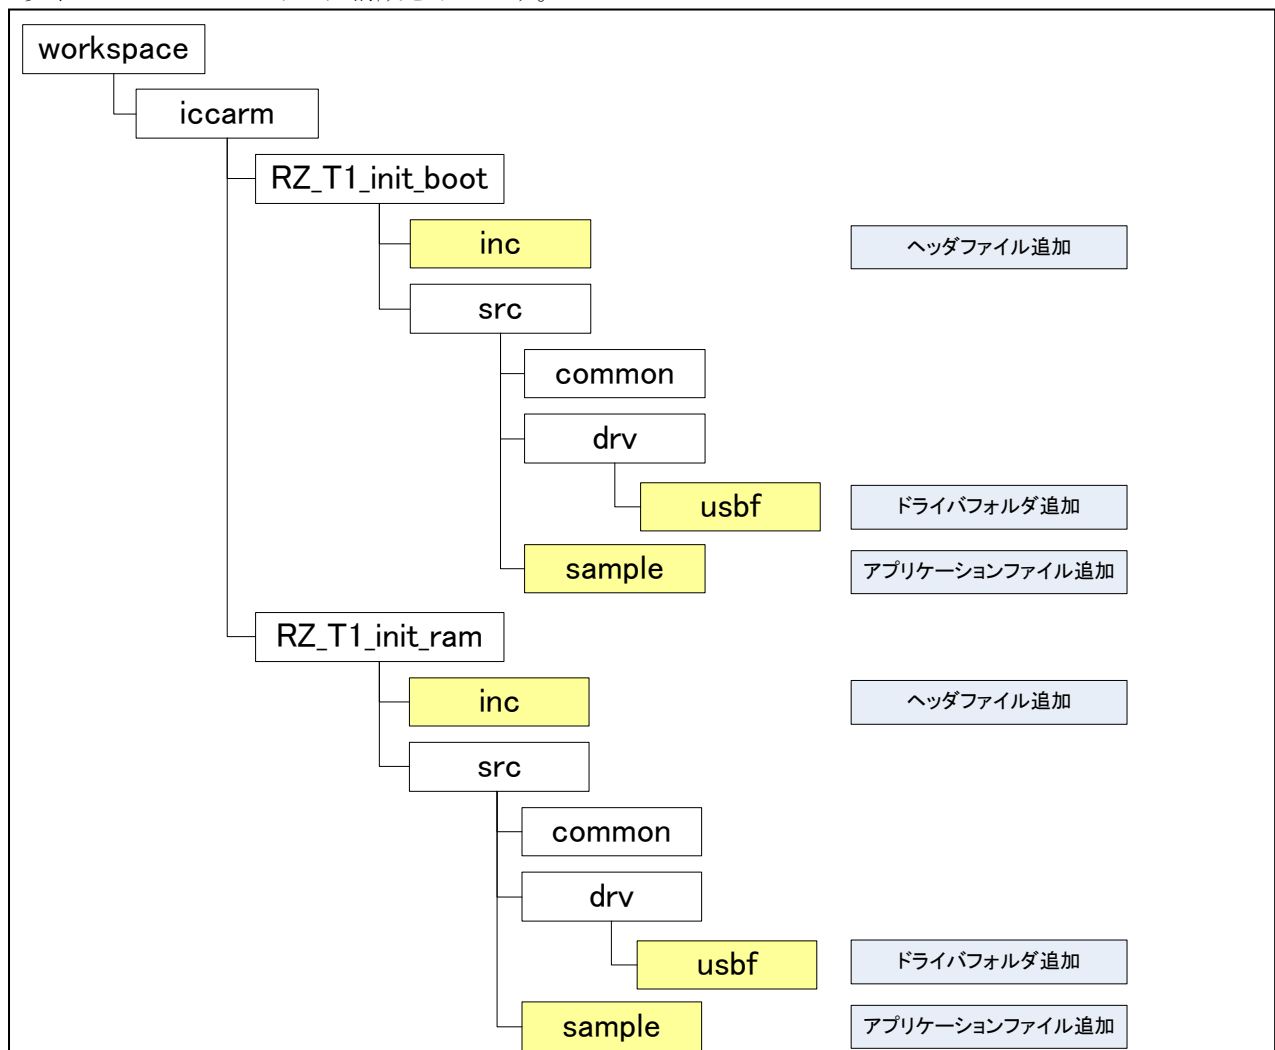 workspace
iccarm
RZ_T1_init_boot
inc ヘッダファイル追加
src
common
drv
usbf ドライバフォルダ追加
sample アプリケーションファイル追加
RZ_T1_init_ram
inc ヘッダファイル追加
src
common
drv
usbf ドライバフォルダ追加
sample アプリケーションファイル追加